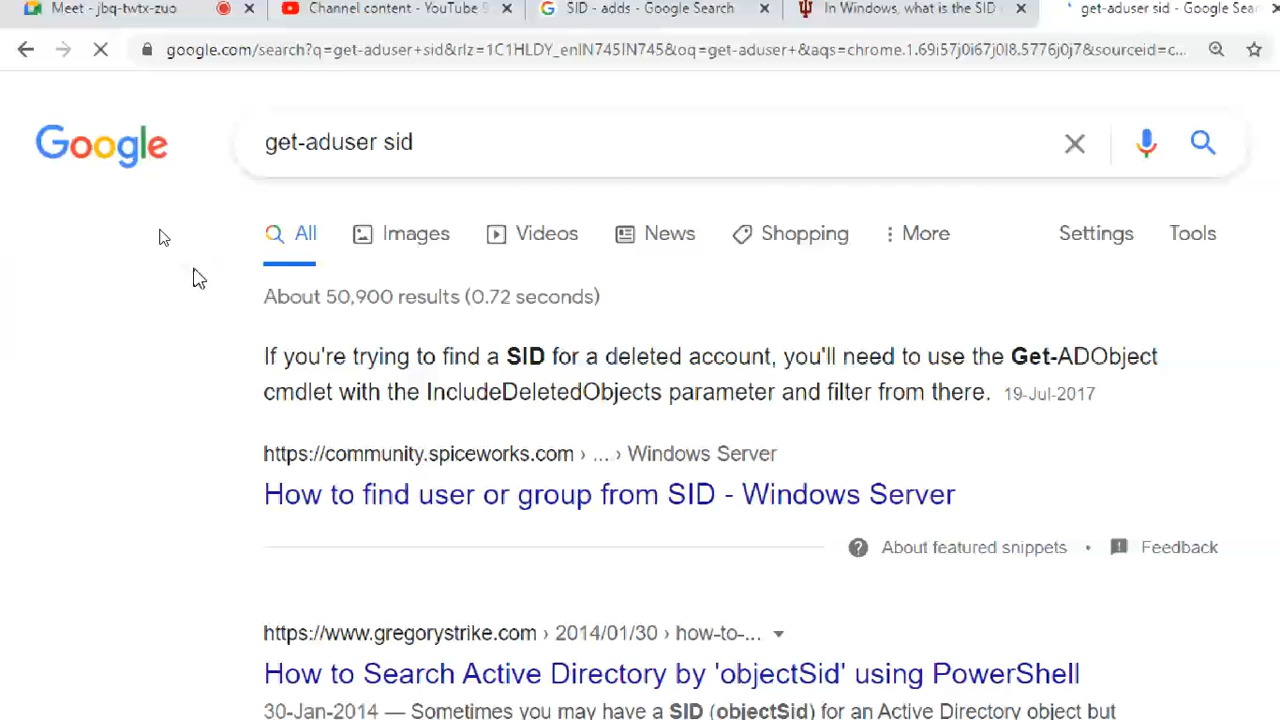 Meet - jbq-twtx-zuo
Channel content - YouTube S
SID - adds - Google Search
In Windows, what is the SID
get-aduser sid - Google Sear
google.com/search?q=get-aduser+sid&rlz=1C1HLDY_enIN745IN745&oq=get-aduser+&aqs=chrome.1.69i57j0i67j0l8.5776j0j7&sourceid=c...
Google
get-aduser sid
All Images Videos News Shopping More Settings Tools
About 50,900 results (0.72 seconds)
If you're trying to find a SID for a deleted account, you'll need to use the Get-ADObject
cmdlet with the IncludeDeletedObjects parameter and filter from there. 19-Jul-2017
https://community.spiceworks.com › ... › Windows Server
How to find user or group from SID - Windows Server
About featured snippets • Feedback
https://www.gregorystrike.com › 2014/01/30 › how-to-...
How to Search Active Directory by 'objectSid' using PowerShell
30-Jan-2014 — Sometimes you may have a SID (objectSid) for an Active Directory object but